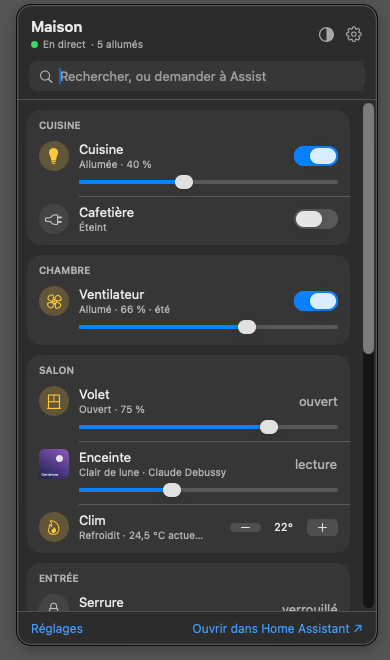 Maison
En direct · 5 allumés
Rechercher, ou demander à Assist
CUISINE
Cuisine
Allumée · 40 %
Cafetière
Éteint
CHAMBRE
Ventilateur
Allumé · 66 % · été
SALON
Volet
Ouvert · 75 %
ouvert
Enceinte
Clair de lune · Claude Debussy
lecture
Clim
Refroidit · 24,5 °C actue...
22°
ENTRÉE
Serrure
verrouillé
Réglages
Ouvrir dans Home Assistant ↗